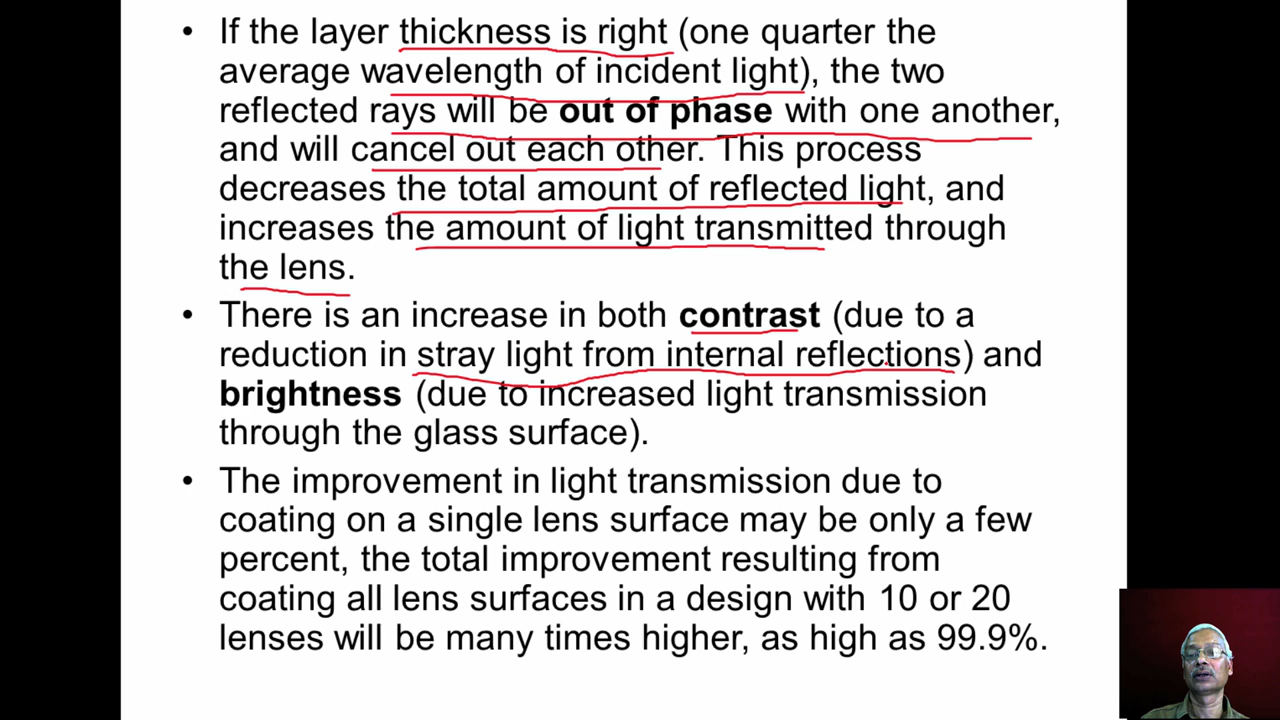 • If the layer thickness is right (one quarter the
average wavelength of incident light), the two
reflected rays will be out of phase with one another,
and will cancel out each other. This process
decreases the total amount of reflected light, and
increases the amount of light transmitted through
the lens.
• There is an increase in both contrast (due to a
reduction in stray light from internal reflections) and
brightness (due to increased light transmission
through the glass surface).
• The improvement in light transmission due to
coating on a single lens surface may be only a few
percent, the total improvement resulting from
coating all lens surfaces in a design with 10 or 20
lenses will be many times higher, as high as 99.9%.